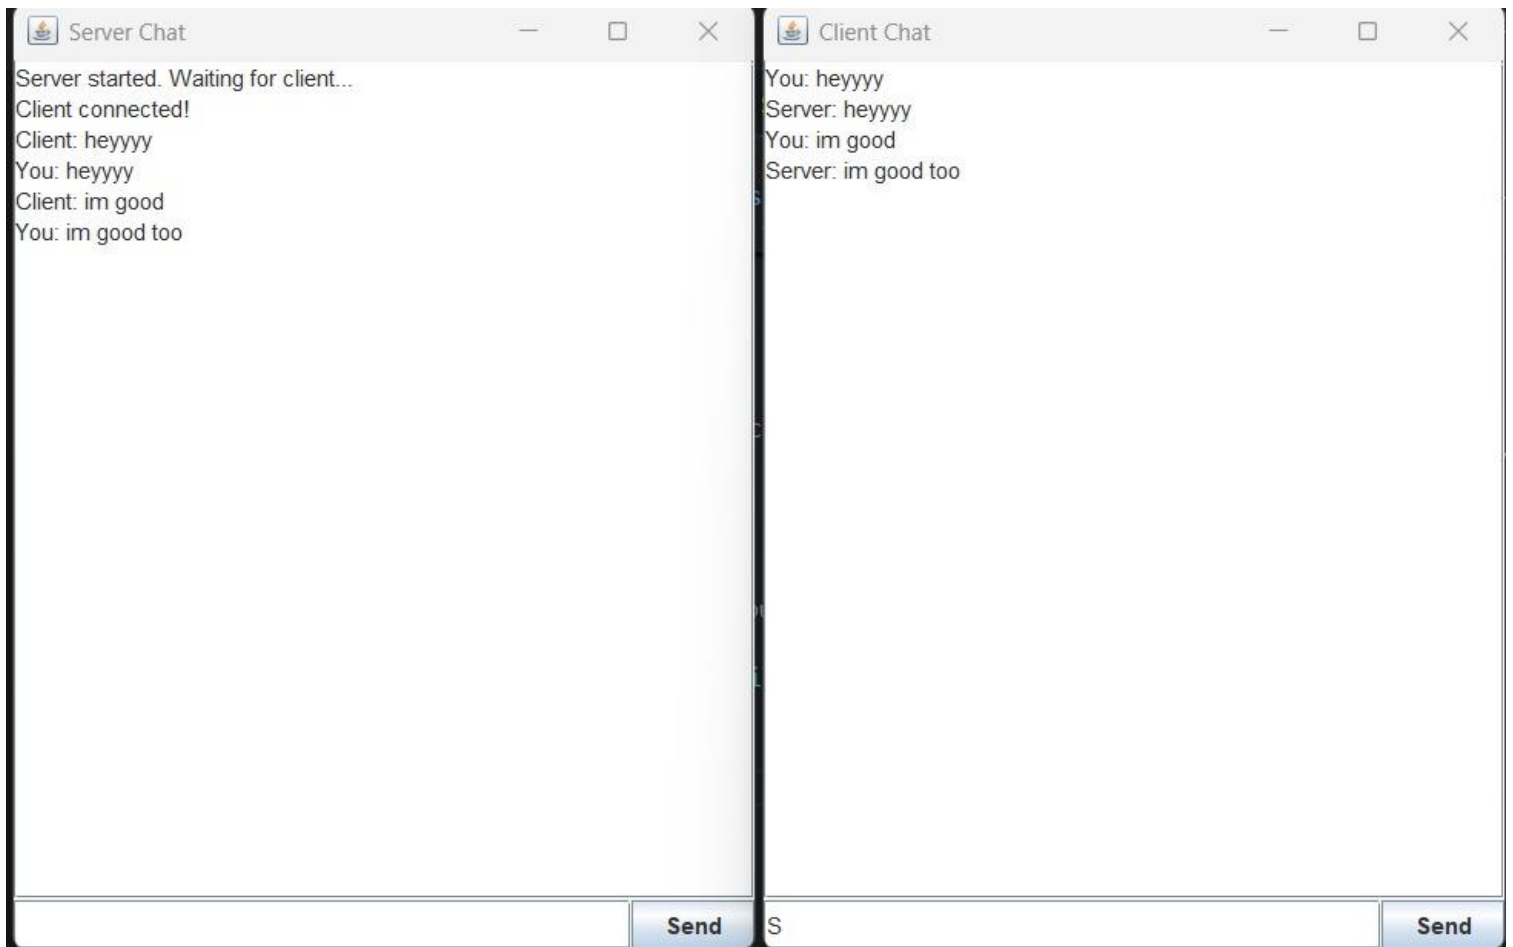 Server Chat
Server started. Waiting for client...
Client connected!
Client: heyyyy
You: heyyyy
Client: im good
You: im good too
Send
Client Chat
You: heyyyy
Server: heyyyy
You: im good
Server: im good too
S
Send